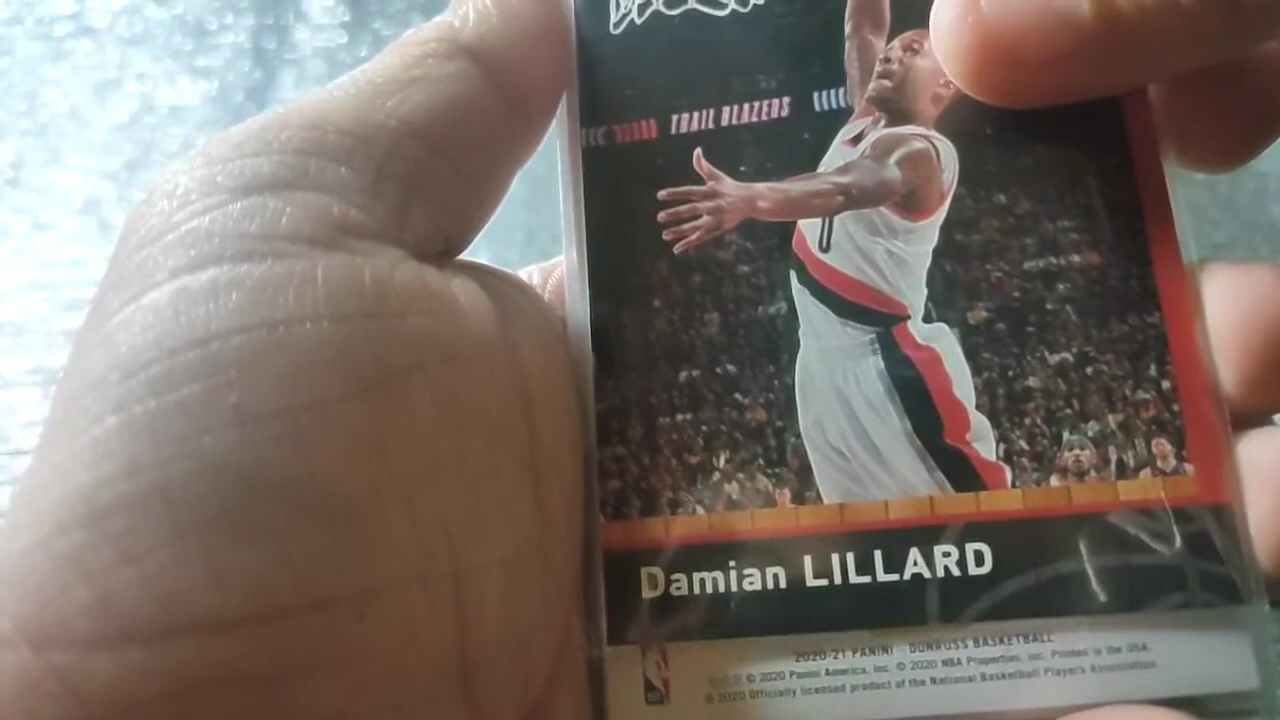 TRAIL BLAZERS
0
Damian LILLARD
2020-21 PANINI - DONRUSS BASKETBALL
© 2020 Panini America, Inc. © 2020 NBA Properties, Inc. Printed in the USA.
© 2020 Officially licensed product of the National Basketball Players Association.